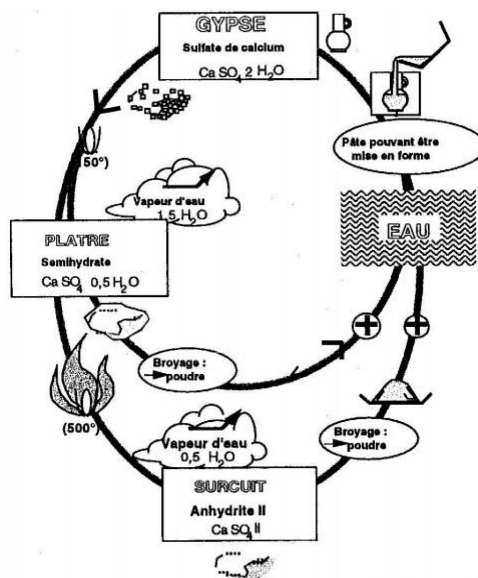 GYPSE
Sulfate de calcium
Ca SO4 2 H2O
(150°)
Pâte pouvant être
mise en forme
Vapeur d'eau
1,5 H2O
EAU
PLATRE
Semihydrate
Ca SO4 0,5 H2O
Broyage :
poudre
(500°)
Vapeur d'eau
0,5 H2O
Broyage :
poudre
SURCUIT
Anhydrite II
Ca SO4 II